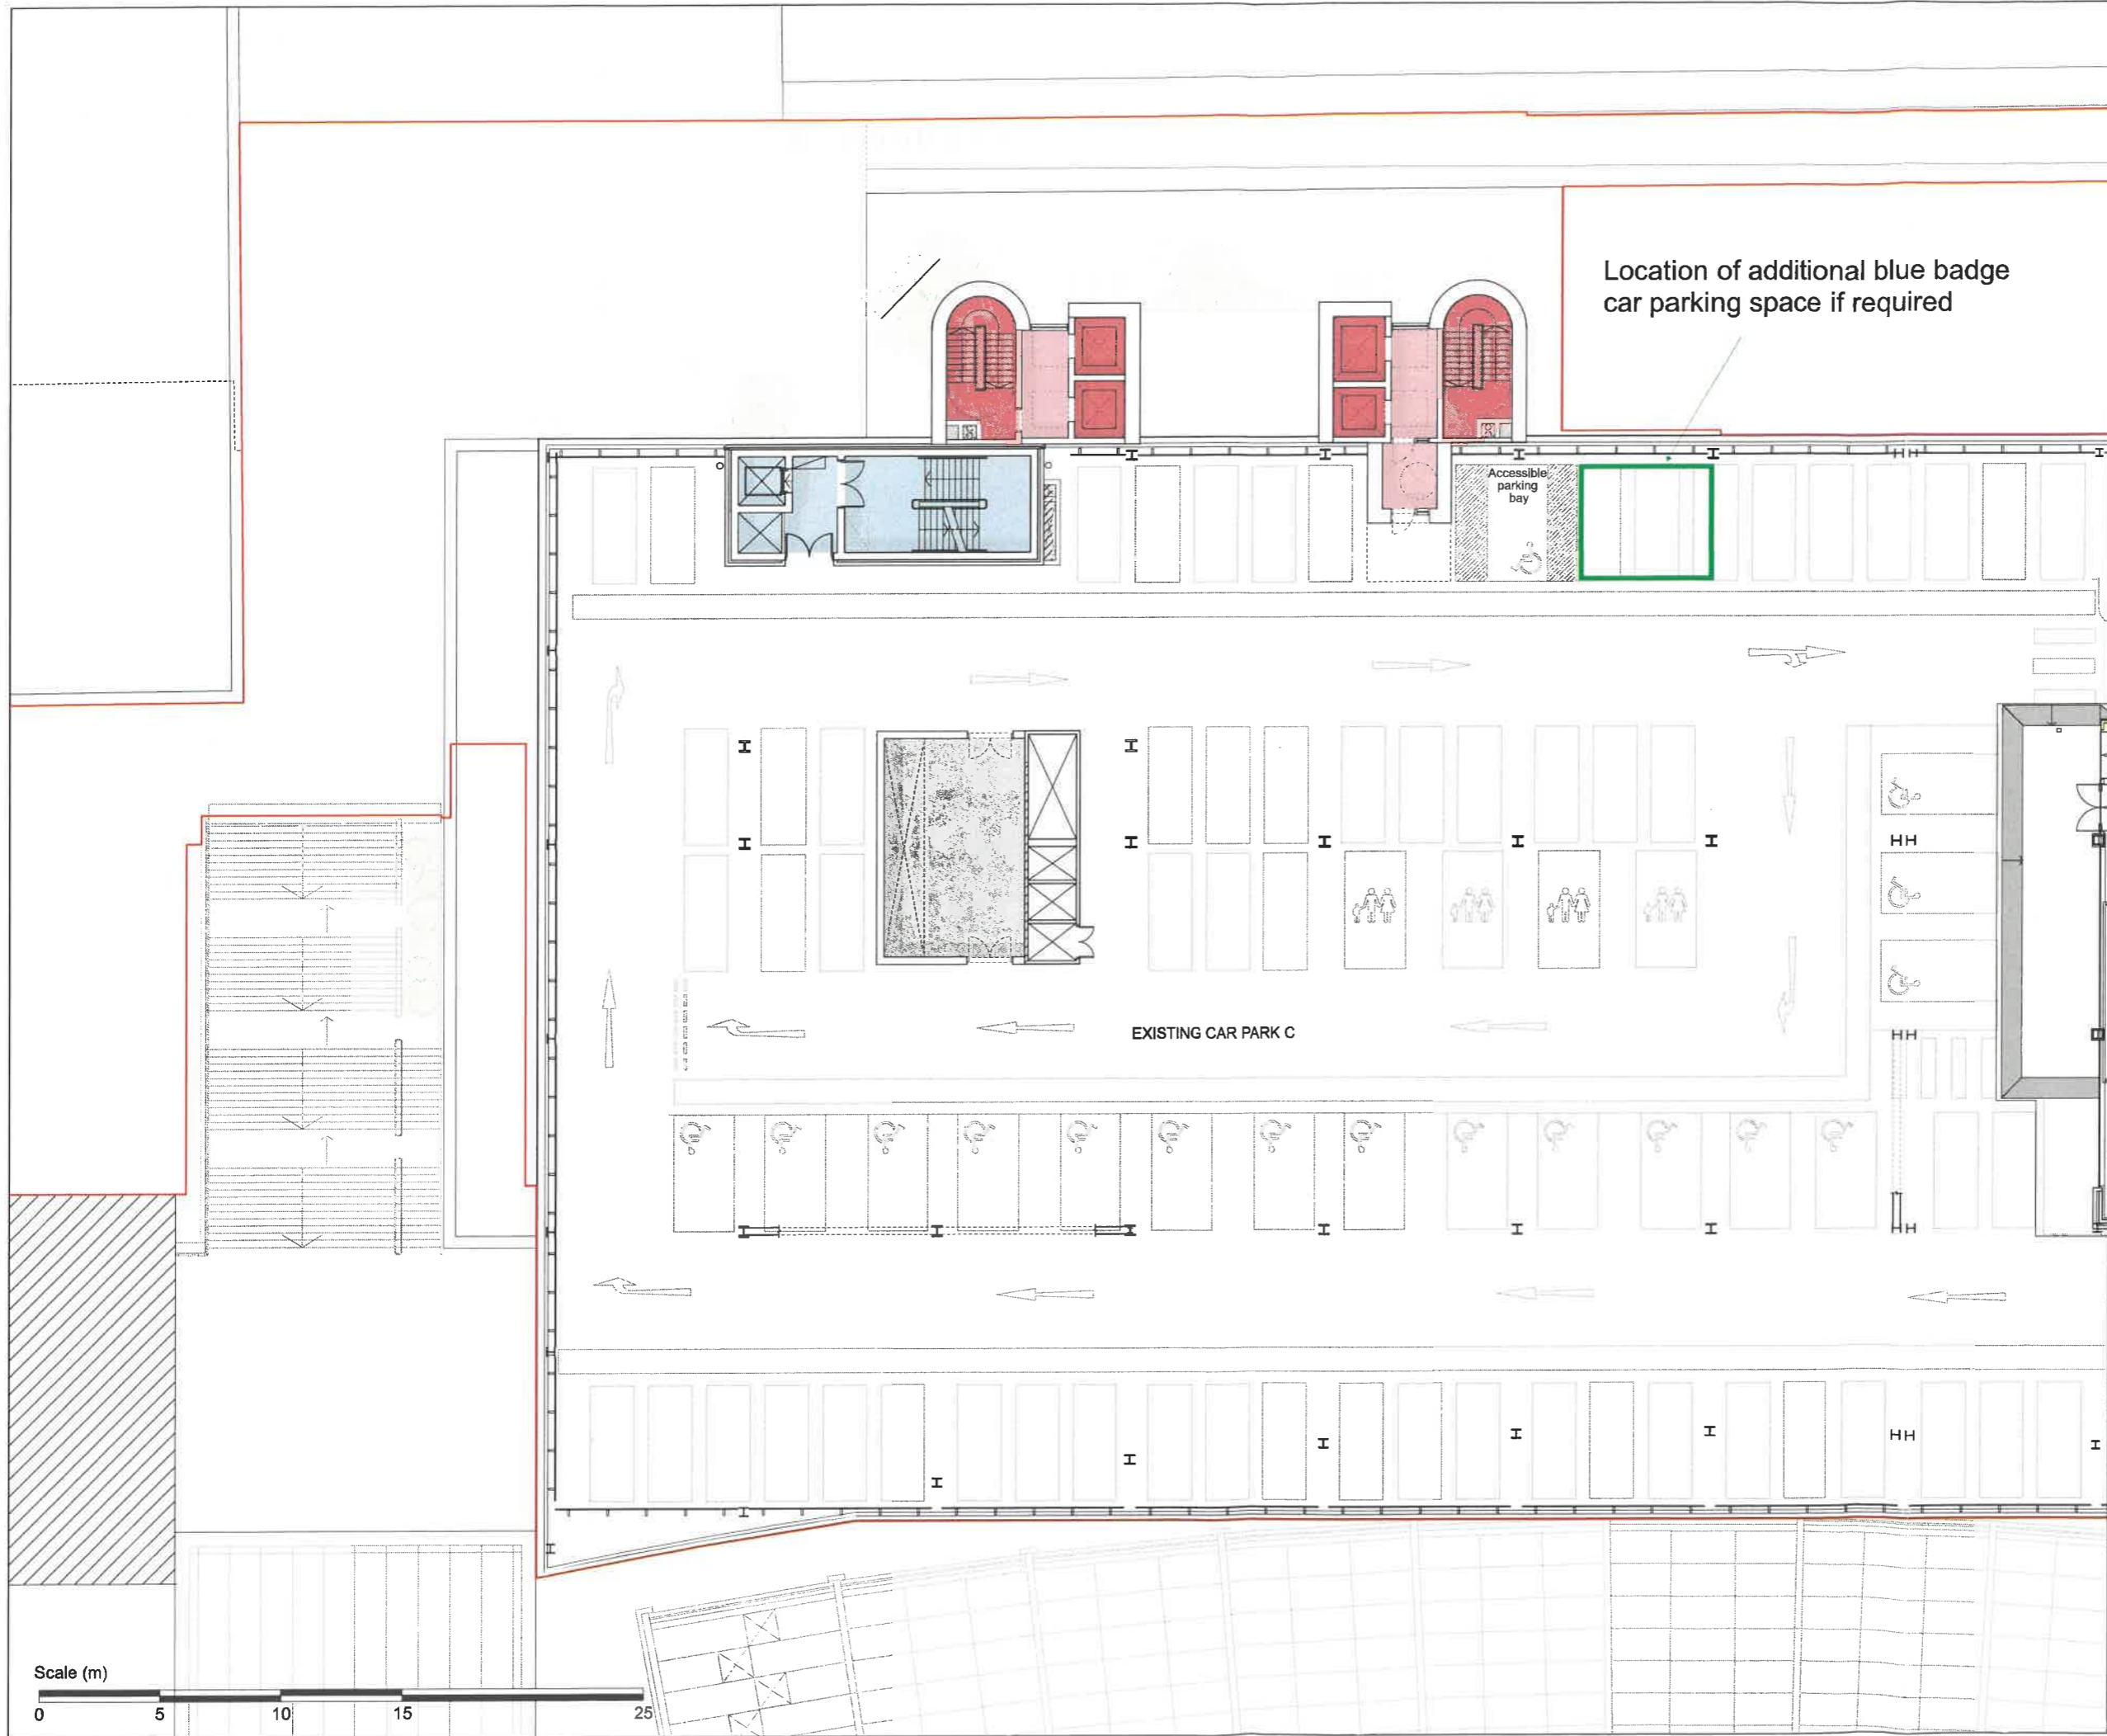 Location of additional blue badge
car parking space if required
Accessible
parking
bay
EXISTING CAR PARK C
Scale (m)
0 5 10 15 25